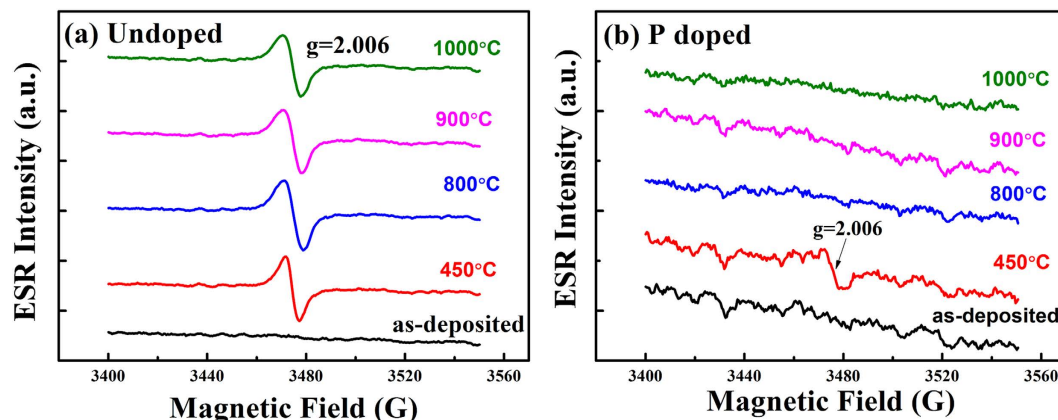 (a) Undoped
1000°C
g=2.006
900°C
800°C
450°C
as-deposited
ESR Intensity (a.u.)
3400 3440 3480 3520 3560
Magnetic Field (G)
(b) P doped
1000°C
900°C
800°C
g=2.006
450°C
as-deposited
ESR Intensity (a.u.)
3400 3440 3480 3520 3560
Magnetic Field (G)